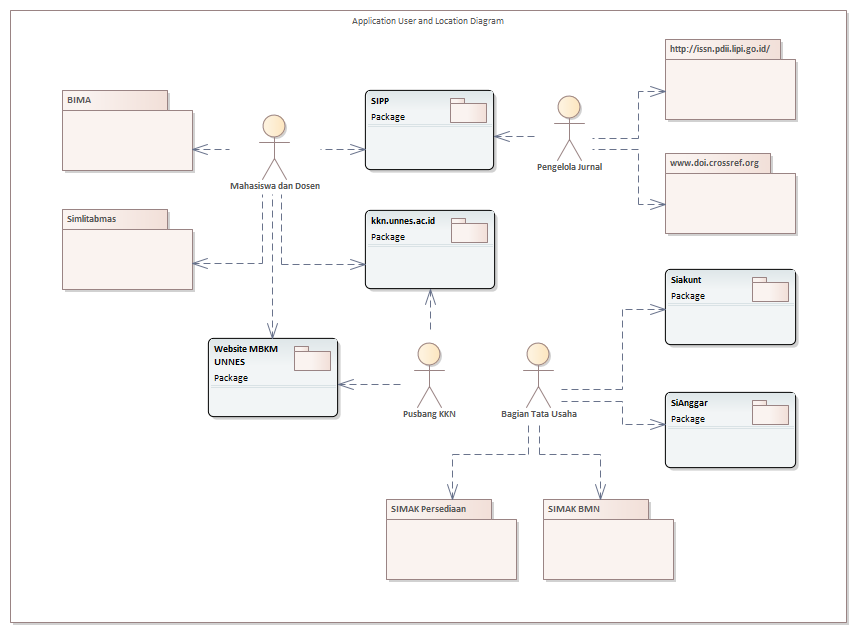 Application User and Location Diagram
http://issn.pdii.lipi.go.id/
BIMA
SIPP
Package
Pengelola Jurnal
www.doi.crossref.org
Mahasiswa dan Dosen
Simlitabmas
kkn.unnes.ac.id
Package
Siakunt
Package
Website MBKM
UNNES
Package
Pusbang KKN
Bagian Tata Usaha
SiAnggar
Package
SIMAK Persediaan
SIMAK BMN